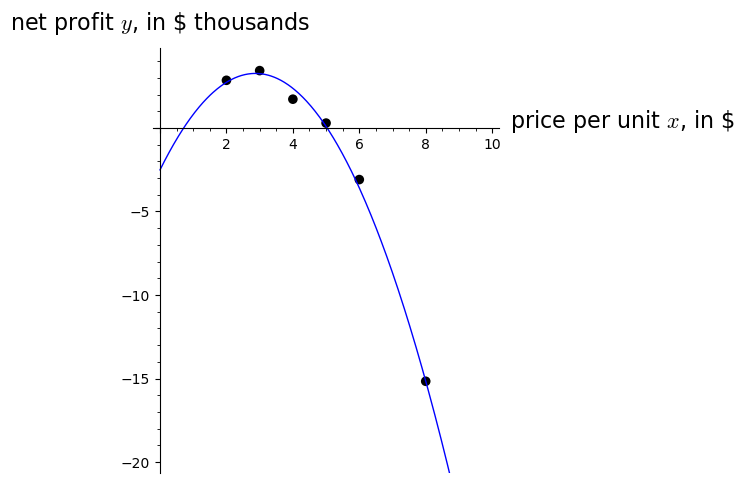 net profit y, in $ thousands
price per unit x, in $
2 4 6 8 10
−5
−10
−15
−20